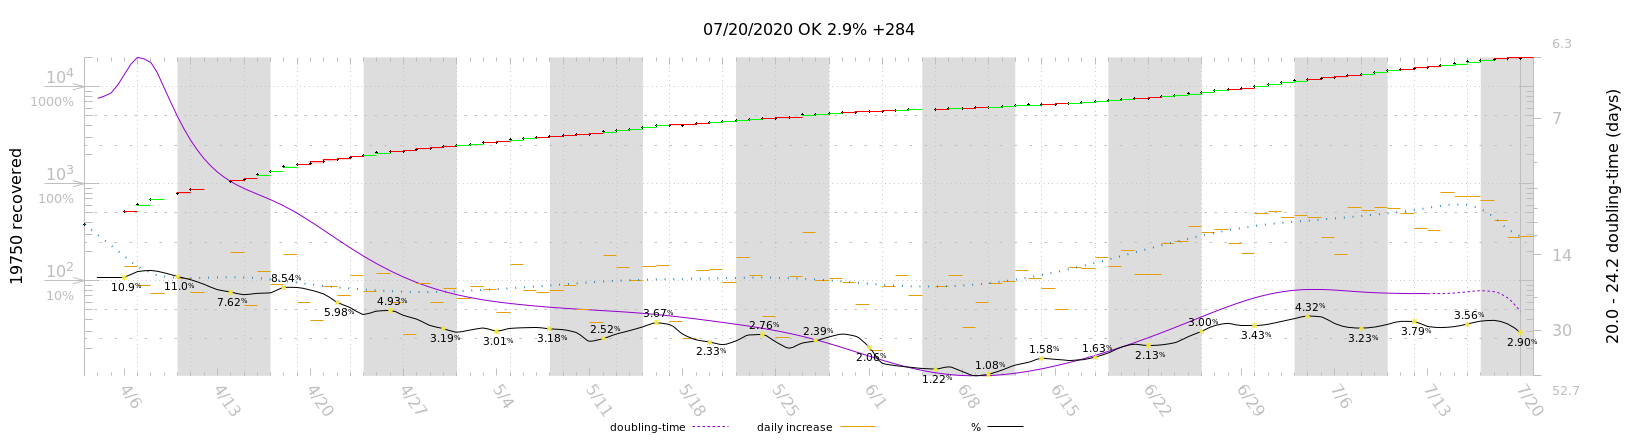 07/20/2020 OK 2.9% +284
19750 recovered
10^4
1000%
10^3
100%
10^2
10%
6.3
7
14
30
52.7
20.0 - 24.2 doubling-time (days)
10.9% 11.0% 7.62% 8.54% 5.98% 4.93% 3.19% 3.01% 3.18% 2.52% 3.67% 2.33% 2.76% 2.39% 2.06% 1.22% 1.08% 1.58% 1.63% 2.13% 3.00% 3.43% 4.32% 3.23% 3.79% 3.56% 2.90%
4/6 4/13 4/20 4/27 5/4 5/11 5/18 5/25 6/1 6/8 6/15 6/22 6/29 7/6 7/13 7/20
doubling-time daily increase %